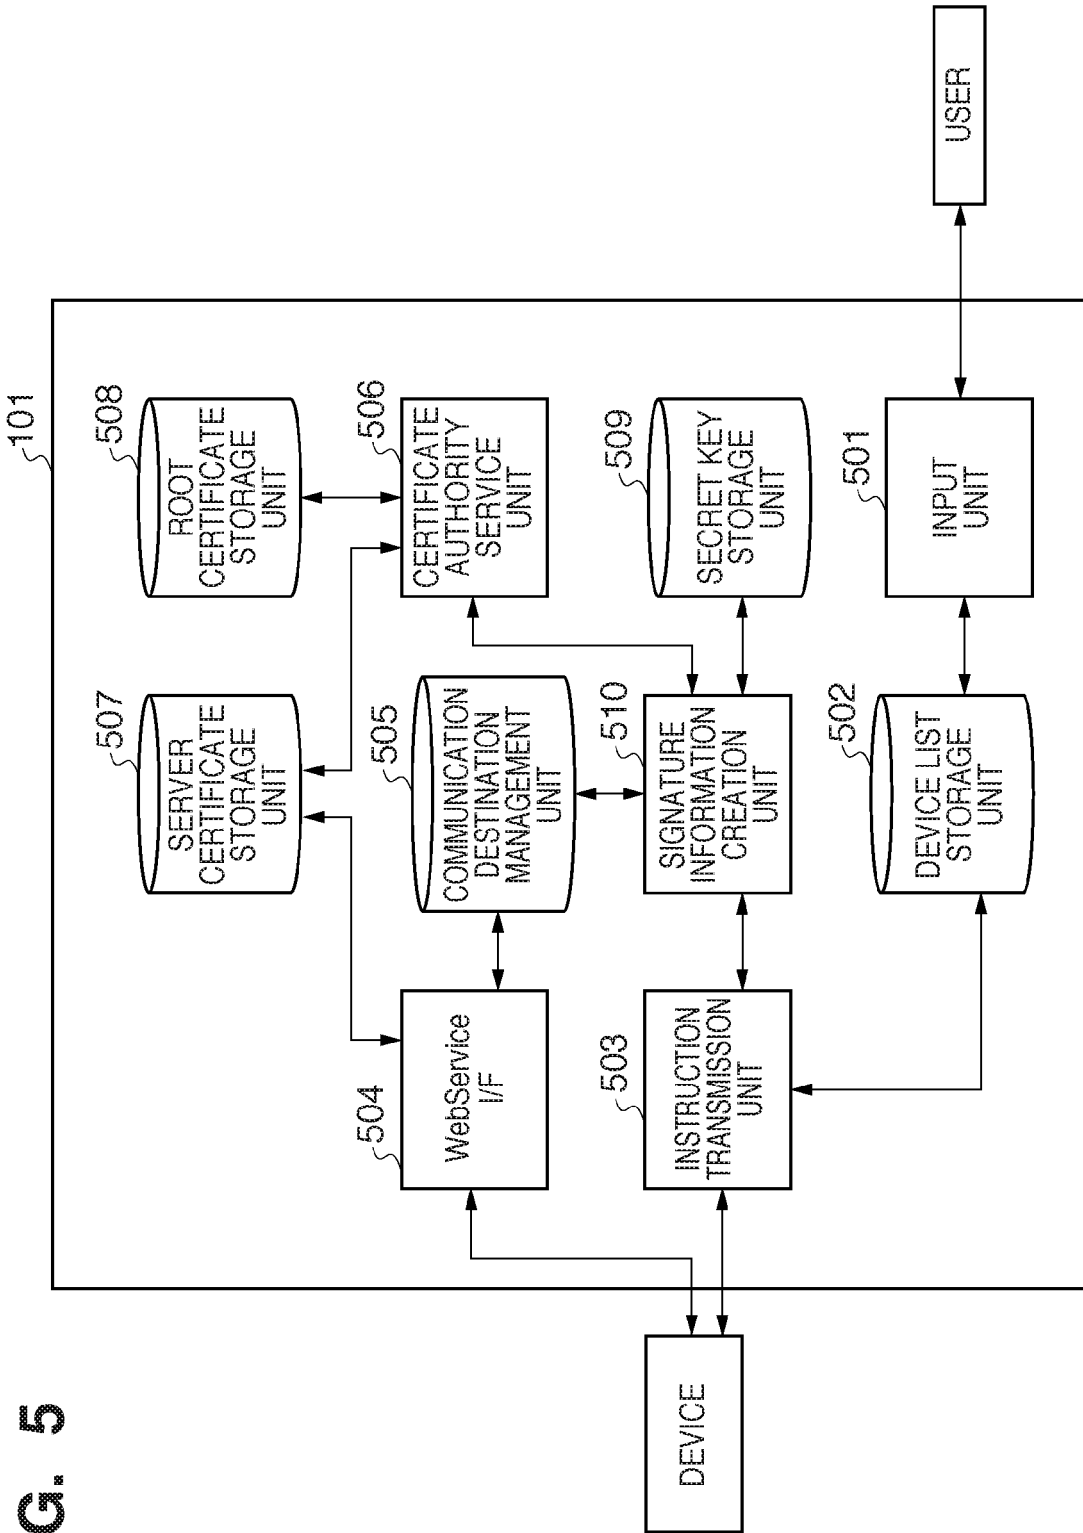 G. 5
101
507
SERVER
CERTIFICATE
STORAGE
UNIT
508
ROOT
CERTIFICATE
STORAGE
UNIT
504
WebService
I/F
505
COMMUNICATION
DESTINATION
MANAGEMENT
UNIT
506
CERTIFICATE
AUTHORITY
SERVICE
UNIT
DEVICE
503
INSTRUCTION
TRANSMISSION
UNIT
510
SIGNATURE
INFORMATION
CREATION
UNIT
509
SECRET KEY
STORAGE
UNIT
502
DEVICE LIST
STORAGE
UNIT
501
INPUT
UNIT
USER